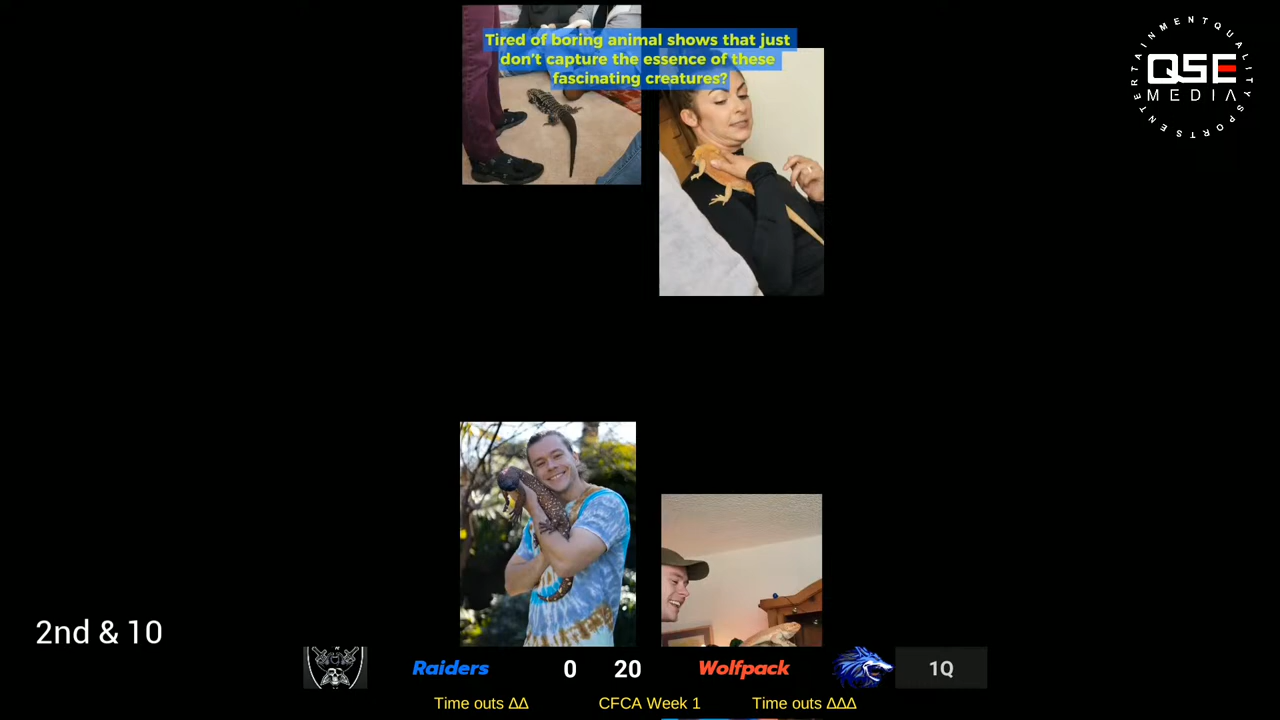 Tired of boring animal shows that just
don't capture the essence of these
fascinating creatures?
ENTERTAINMENT QUALITY SPORTS
QSE
MEDIA
2nd & 10
Raiders 0 20 Wolfpack 1Q
Time outs ΔΔ CFCA Week 1 Time outs ΔΔΔ